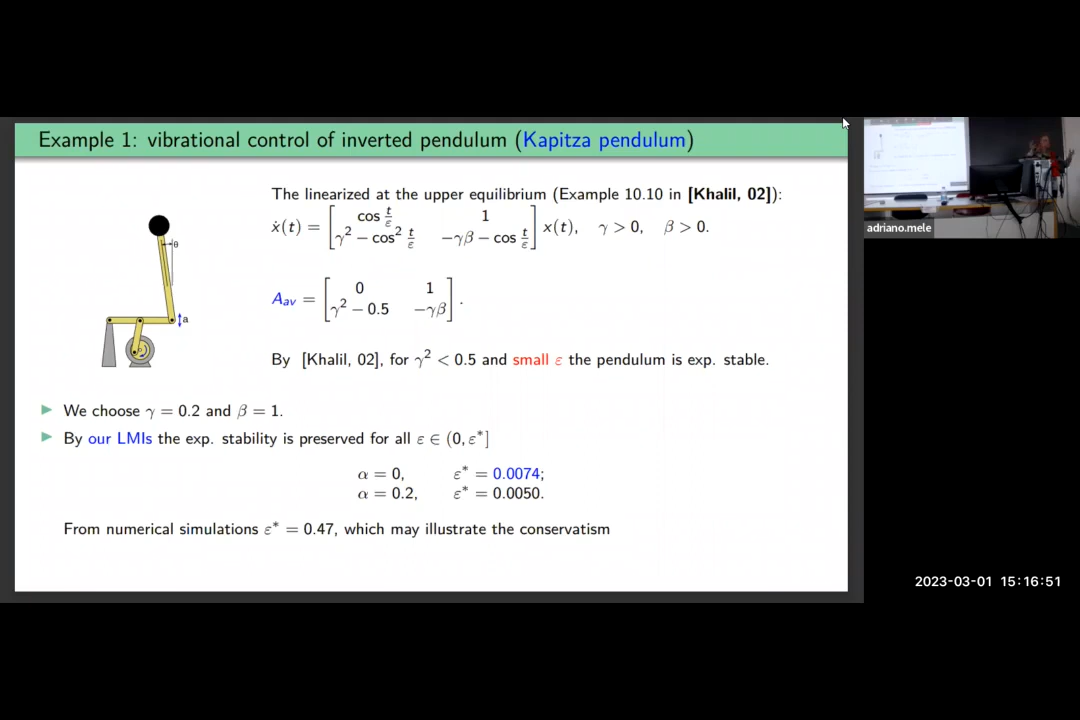 Example 1: vibrational control of inverted pendulum (Kapitza pendulum)
The linearized at the upper equilibrium (Example 10.10 in [Khalil, 02]):
ẋ(t) = [ cos t/ε 1 ; γ² − cos² t/ε −γβ − cos t/ε ] x(t), γ > 0, β > 0.
θ
a
A_av = [ 0 1 ; γ² − 0.5 −γβ ] .
By [Khalil, 02], for γ² < 0.5 and small ε the pendulum is exp. stable.
We choose γ = 0.2 and β = 1.
By our LMIs the exp. stability is preserved for all ε ∈ (0, ε*]
α = 0, ε* = 0.0074;
α = 0.2, ε* = 0.0050.
From numerical simulations ε* = 0.47, which may illustrate the conservatism
adriano.mele
2023-03-01 15:16:51